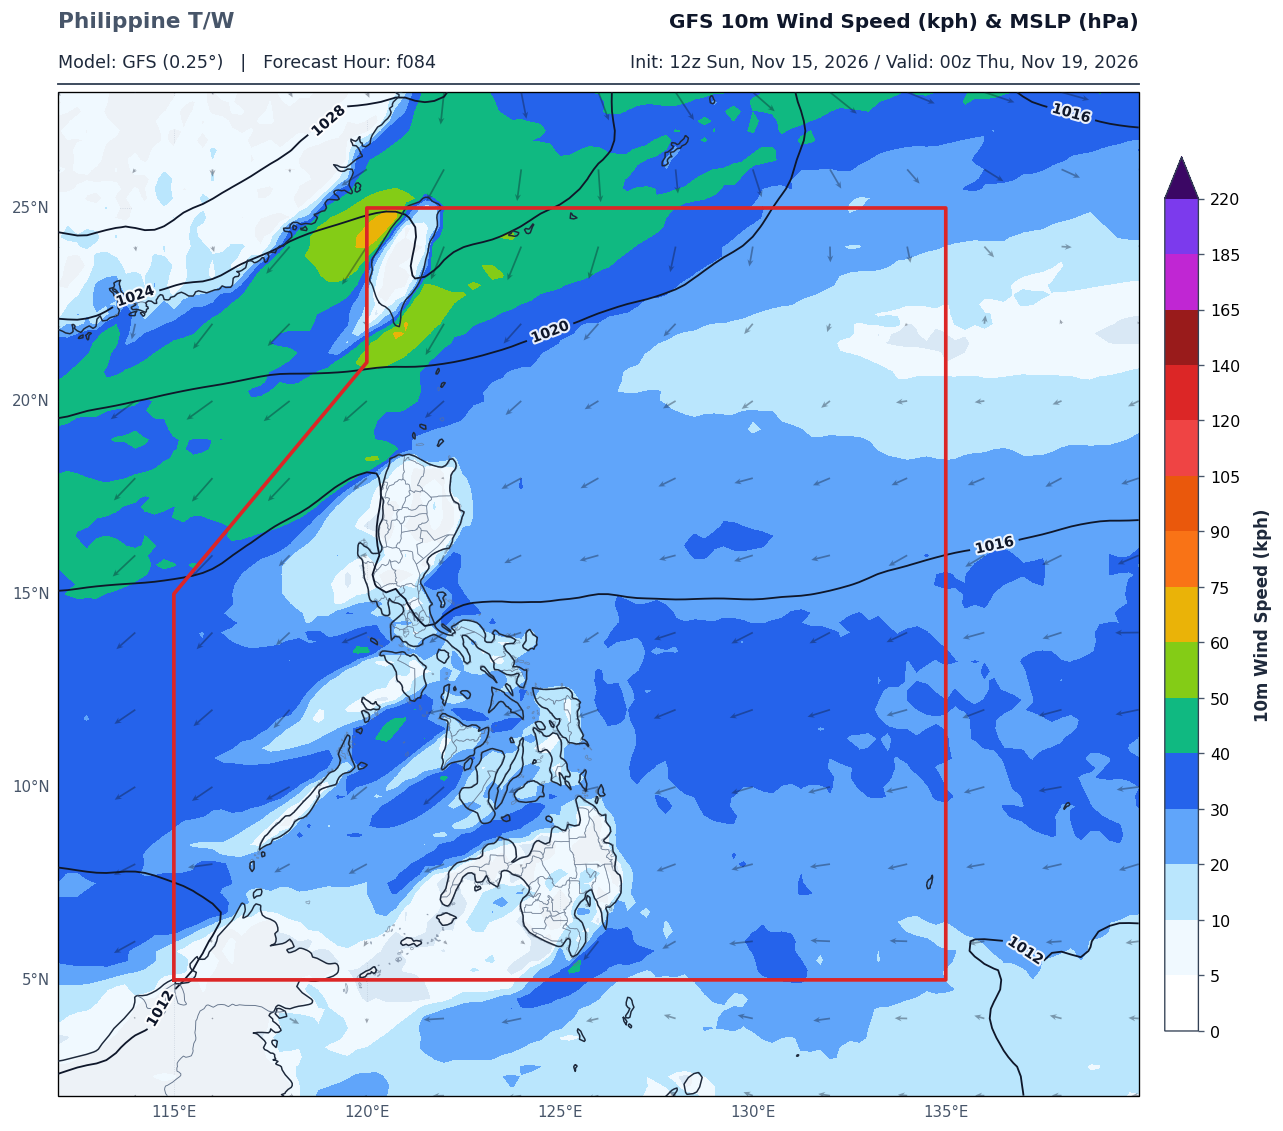 Philippine T/W
GFS 10m Wind Speed (kph) & MSLP (hPa)
Model: GFS (0.25°) | Forecast Hour: f084
Init: 12z Sun, Nov 15, 2026 / Valid: 00z Thu, Nov 19, 2026
1028
1016
1024
1020
1016
1012
1012
25°N
20°N
15°N
10°N
5°N
115°E
120°E
125°E
130°E
135°E
220
185
165
140
120
105
90
75
60
50
40
30
20
10
5
0
10m Wind Speed (kph)